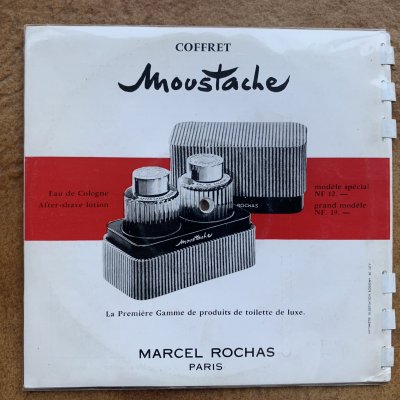 COFFRET
Moustache
MARCEL ROCHAS
Eau de Cologne
After-shave lotion
modèle spécial
NF 12. —
grand modèle
NF. 19. —
Moustache
La Première Gamme de produits de toilette de luxe.
MARCEL ROCHAS
PARIS